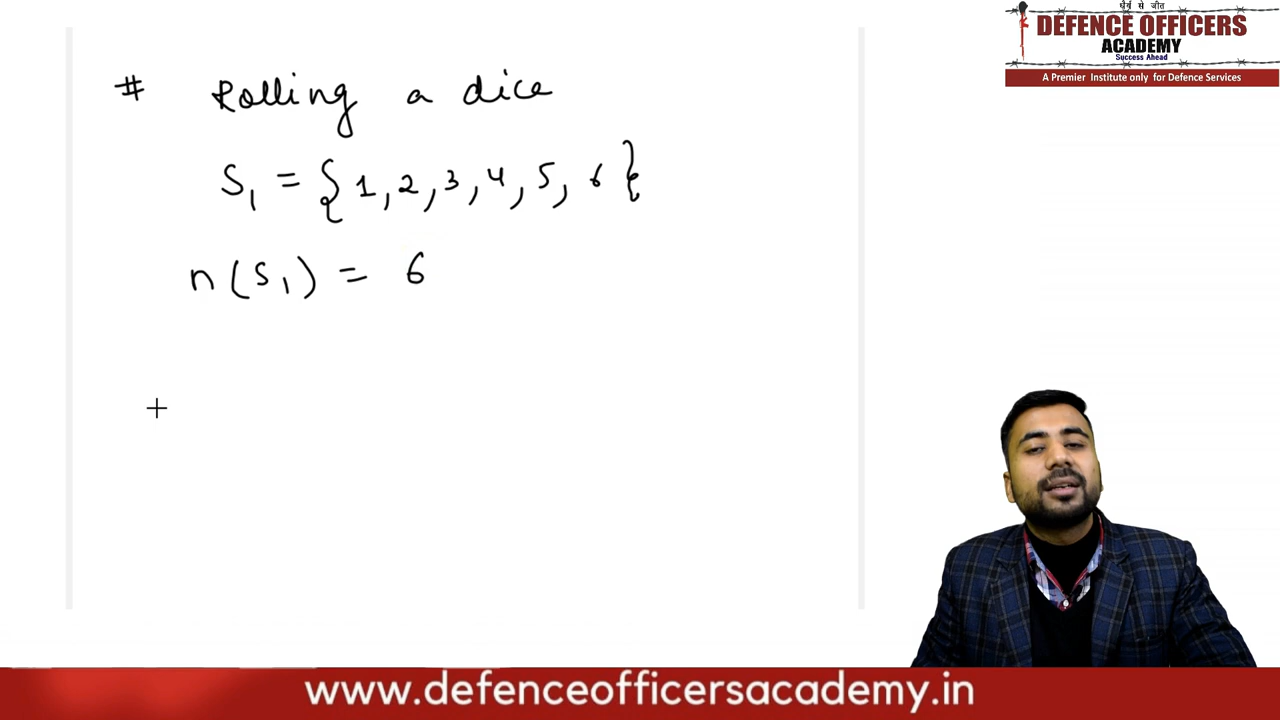 धैर्य से जीत
DEFENCE OFFICERS
ACADEMY
Success Ahead
A Premier Institute only for Defence Services
# Rolling a dice
S₁ = {1, 2, 3, 4, 5, 6}
n(S₁) = 6
www.defenceofficersacademy.in